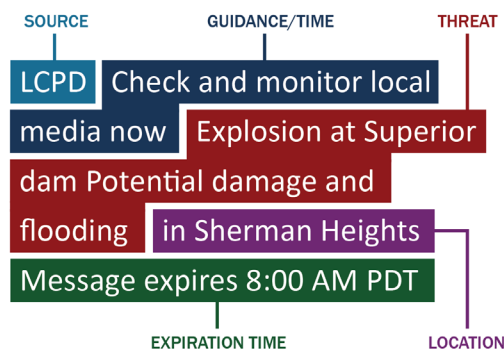 SOURCE GUIDANCE/TIME THREAT
LCPD Check and monitor local
media now Explosion at Superior
dam Potential damage and
flooding in Sherman Heights
Message expires 8:00 AM PDT
EXPIRATION TIME LOCATION